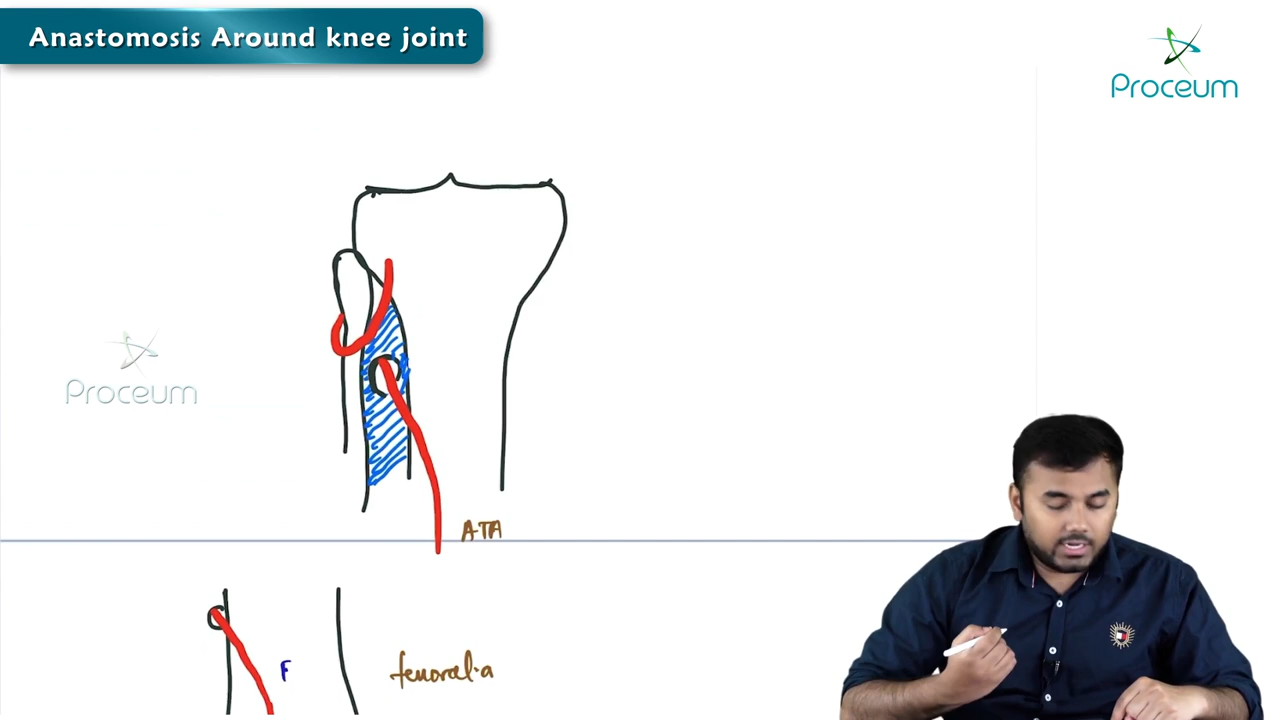 Anastomosis Around knee joint
Proceum
Proceum
ATA
F
femoral.a